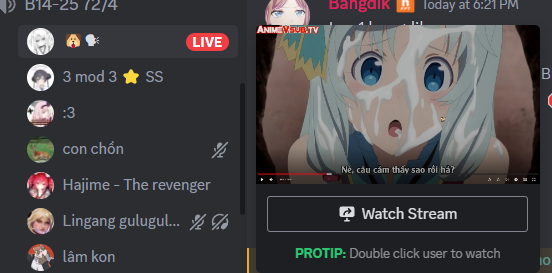 B14-25 72/4
LIVE
3 mod 3 ⭐ SS
:3
con chồn
Hajime - The revenger
Lingang gulugul...
lâm kon
Bangdik
Today at 6:21 PM
ANIMEVSUB.TV
Nè, cậu cảm thấy sao rồi hả?
Watch Stream
PROTIP: Double click user to watch